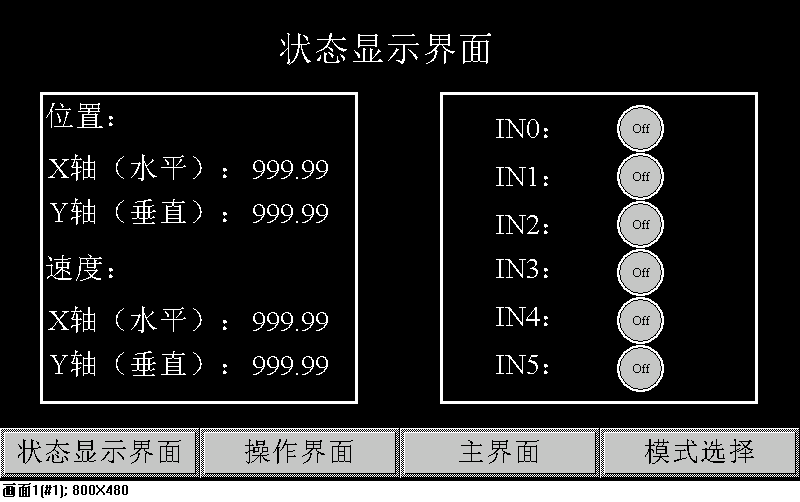 状态显示界面
位置：
X轴（水平）：999.99
Y轴（垂直）：999.99
速度：
X轴（水平）：999.99
Y轴（垂直）：999.99
IN0： Off
IN1： Off
IN2： Off
IN3： Off
IN4： Off
IN5： Off
状态显示界面 操作界面 主界面 模式选择
画面1(#1); 800X480